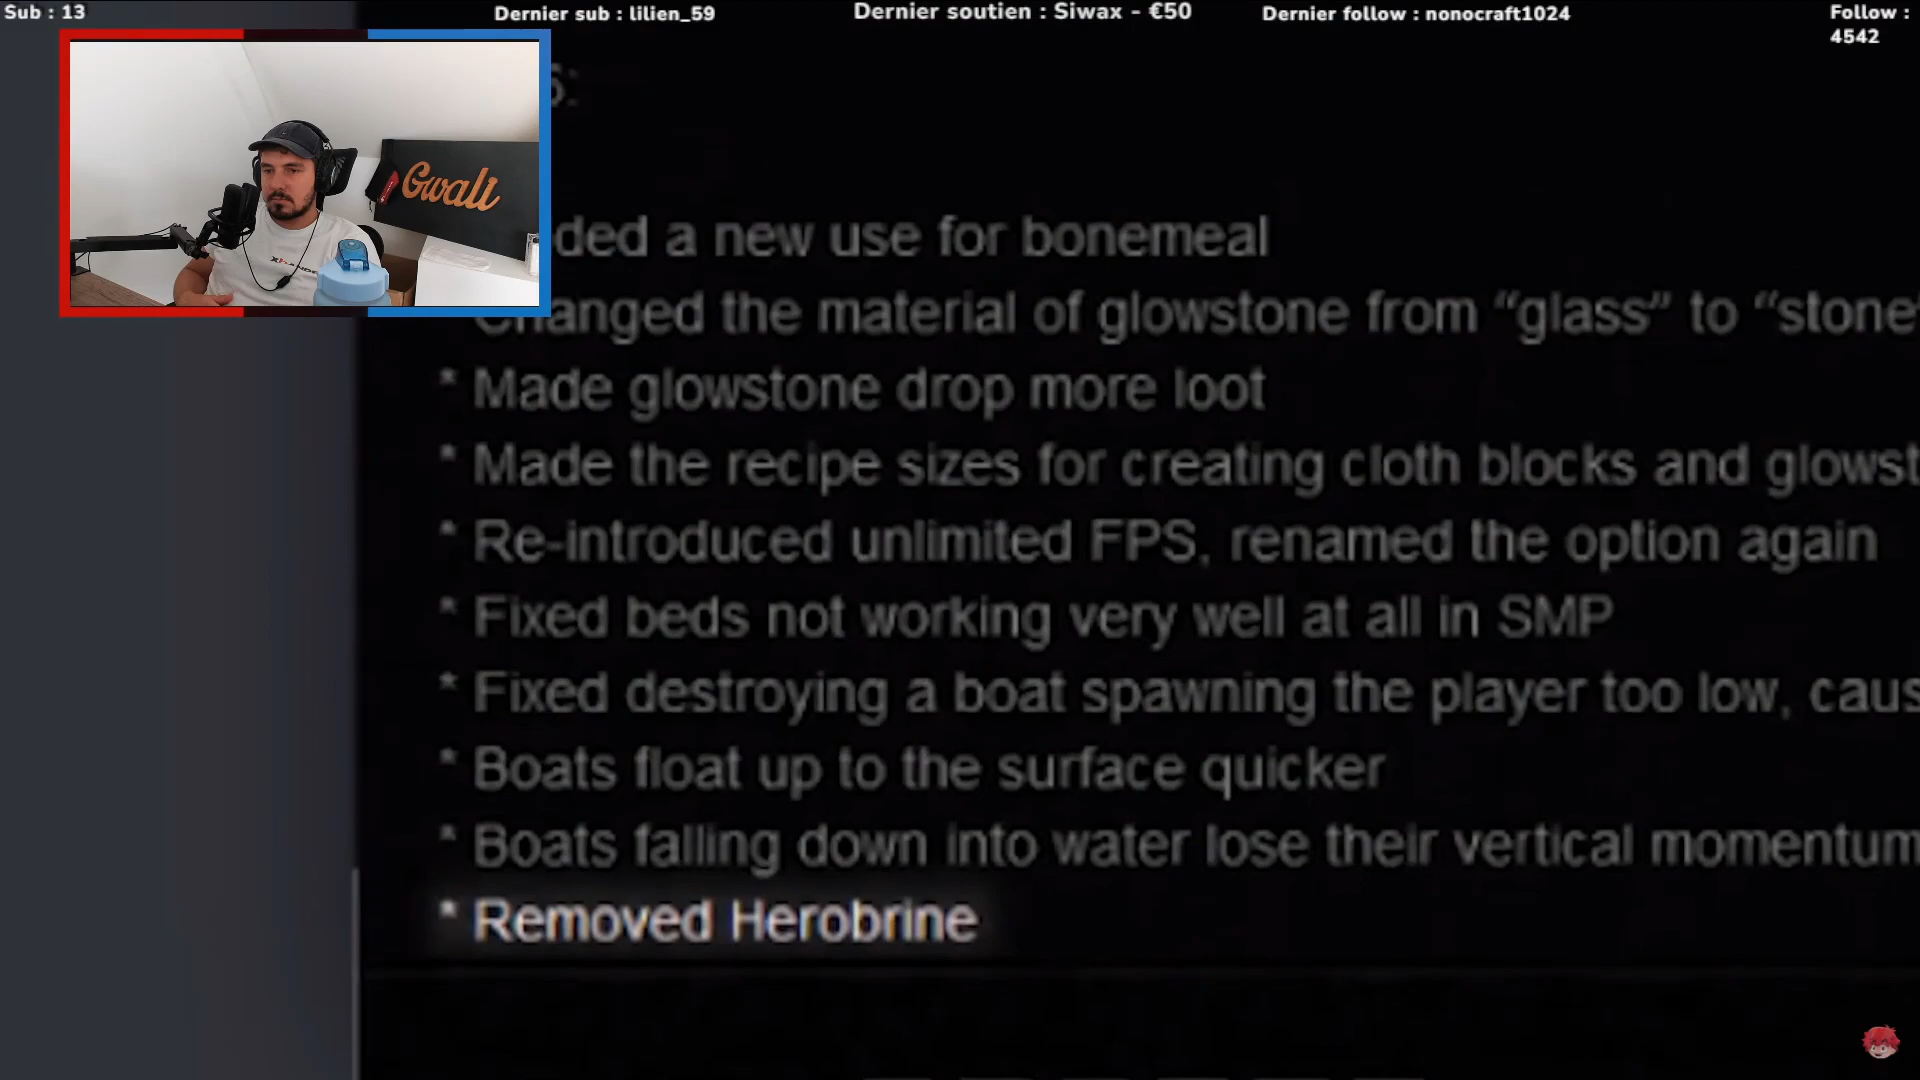 Sub : 13
Dernier sub : lilien_59
Dernier soutien : Siwax - €50
Dernier follow : nonocraft1024
Follow :
4542
Gwali
ded a new use for bonemeal
Changed the material of glowstone from “glass” to “stone”
* Made glowstone drop more loot
* Made the recipe sizes for creating cloth blocks and glowst
* Re-introduced unlimited FPS, renamed the option again
* Fixed beds not working very well at all in SMP
* Fixed destroying a boat spawning the player too low, caus
* Boats float up to the surface quicker
* Boats falling down into water lose their vertical momentum
* Removed Herobrine